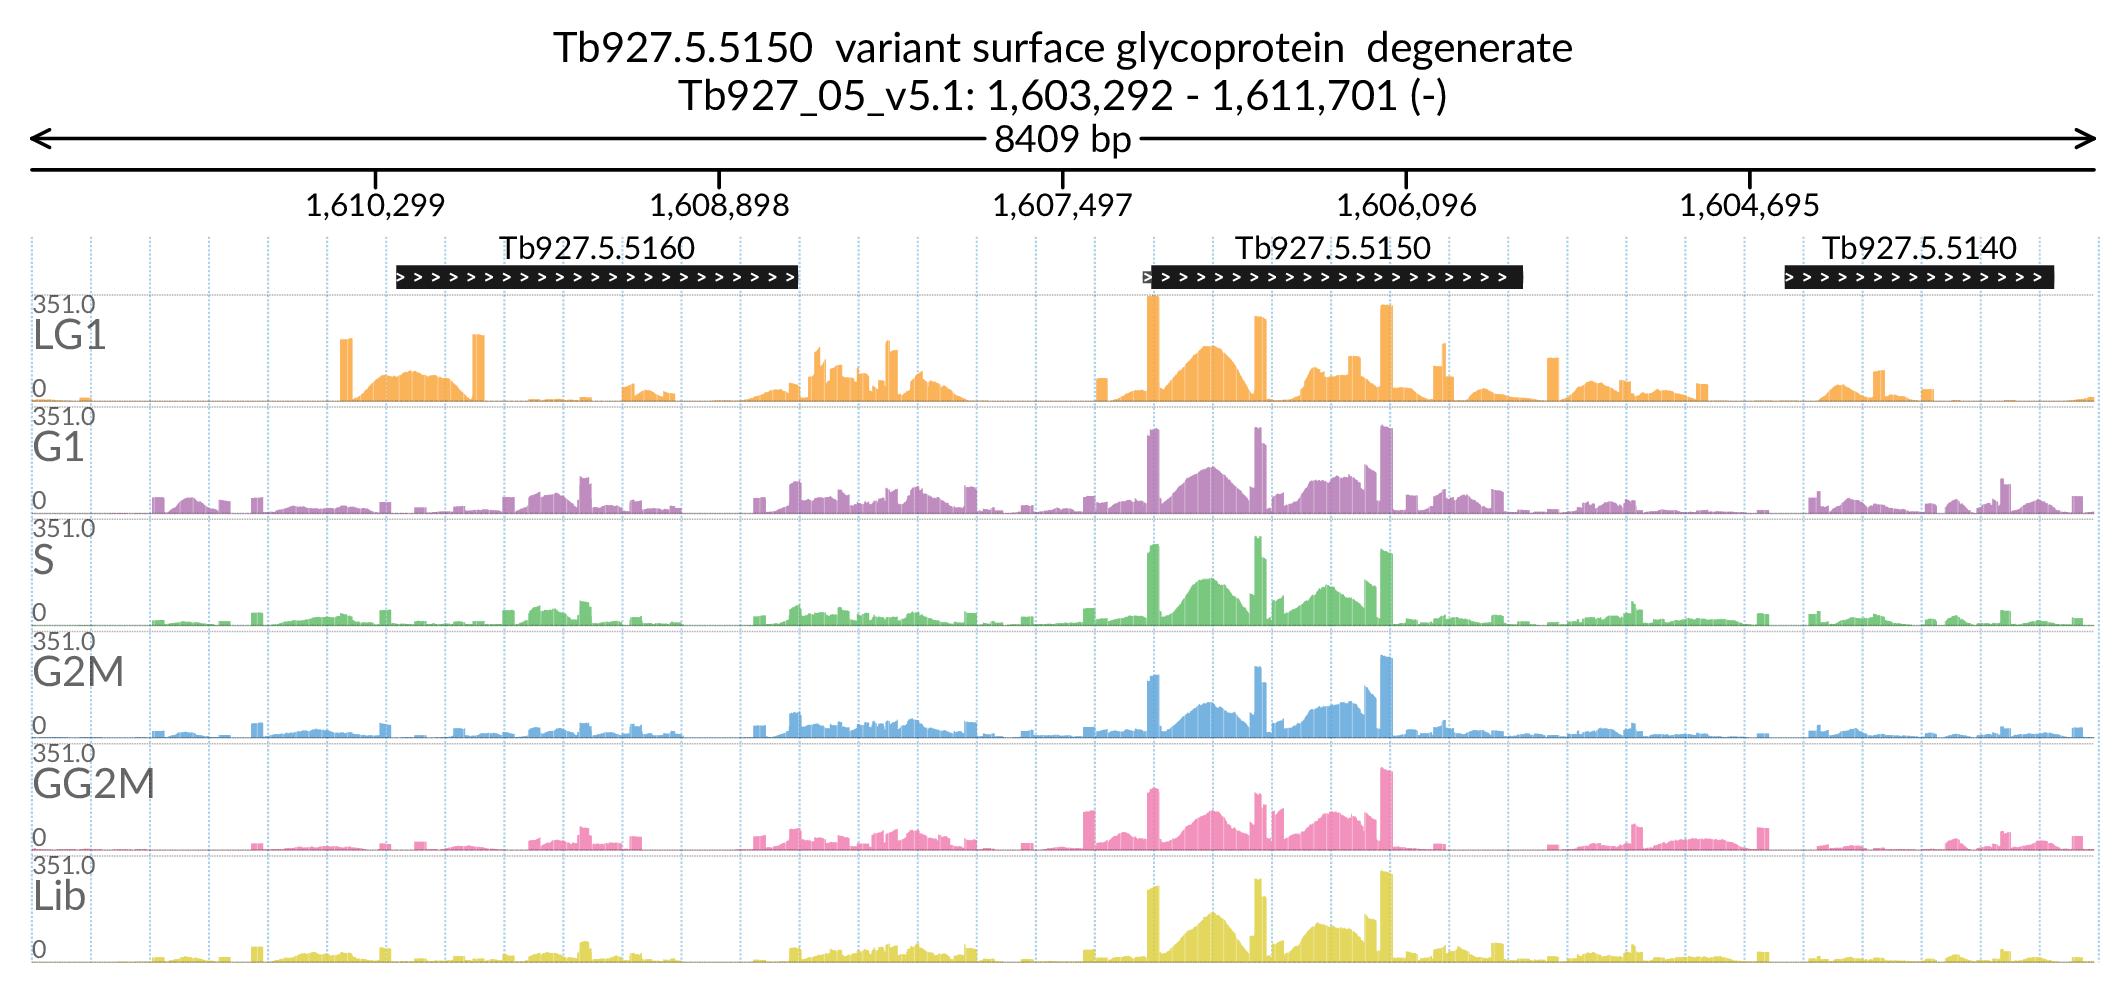 Tb927.5.5150  variant surface glycoprotein  degenerate
Tb927_05_v5.1: 1,603,292 - 1,611,701 (-)
8409 bp
1,610,299 1,608,898 1,607,497 1,606,096 1,604,695
Tb927.5.5160 Tb927.5.5150 Tb927.5.5140
351.0
LG1
0
351.0
G1
0
351.0
S
0
351.0
G2M
0
351.0
GG2M
0
351.0
Lib
0